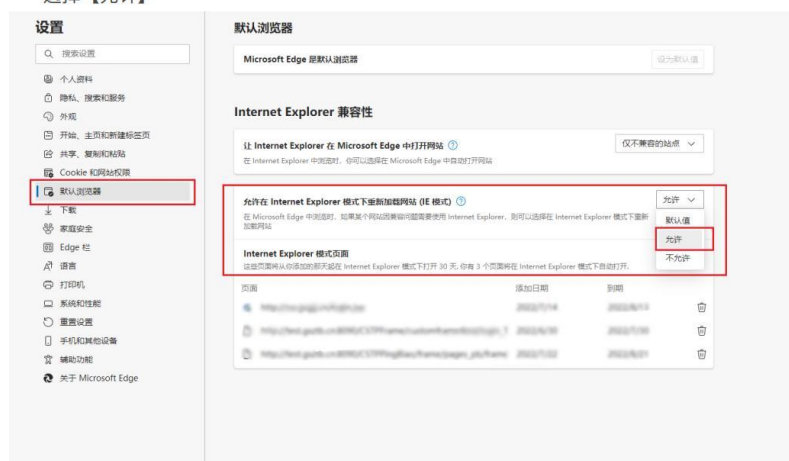 选择【允许】
设置
搜索设置
个人资料
隐私、搜索和服务
外观
开始、主页和新建标签页
共享、复制和粘贴
Cookie 和网站权限
默认浏览器
下载
家庭安全
Edge 栏
语言
打印机
系统和性能
重置设置
手机和其他设备
辅助功能
关于 Microsoft Edge
默认浏览器
Microsoft Edge 是默认浏览器
设为默认值
Internet Explorer 兼容性
让 Internet Explorer 在 Microsoft Edge 中打开网站
仅不兼容的站点
在 Internet Explorer 中浏览时，你可以选择在 Microsoft Edge 中自动打开网站
允许在 Internet Explorer 模式下重新加载网站 (IE 模式)
允许
在 Microsoft Edge 中浏览时，如果某个网站因兼容问题需要使用 Internet Explorer，则可以选择在 Internet Explorer 模式下重新
加载网站
默认值
允许
不允许
Internet Explorer 模式页面
这些页面将从你添加的那天起在 Internet Explorer 模式下打开 30 天。你有 3 个页面将在 Internet Explorer 模式下自动打开。
页面
添加日期
到期